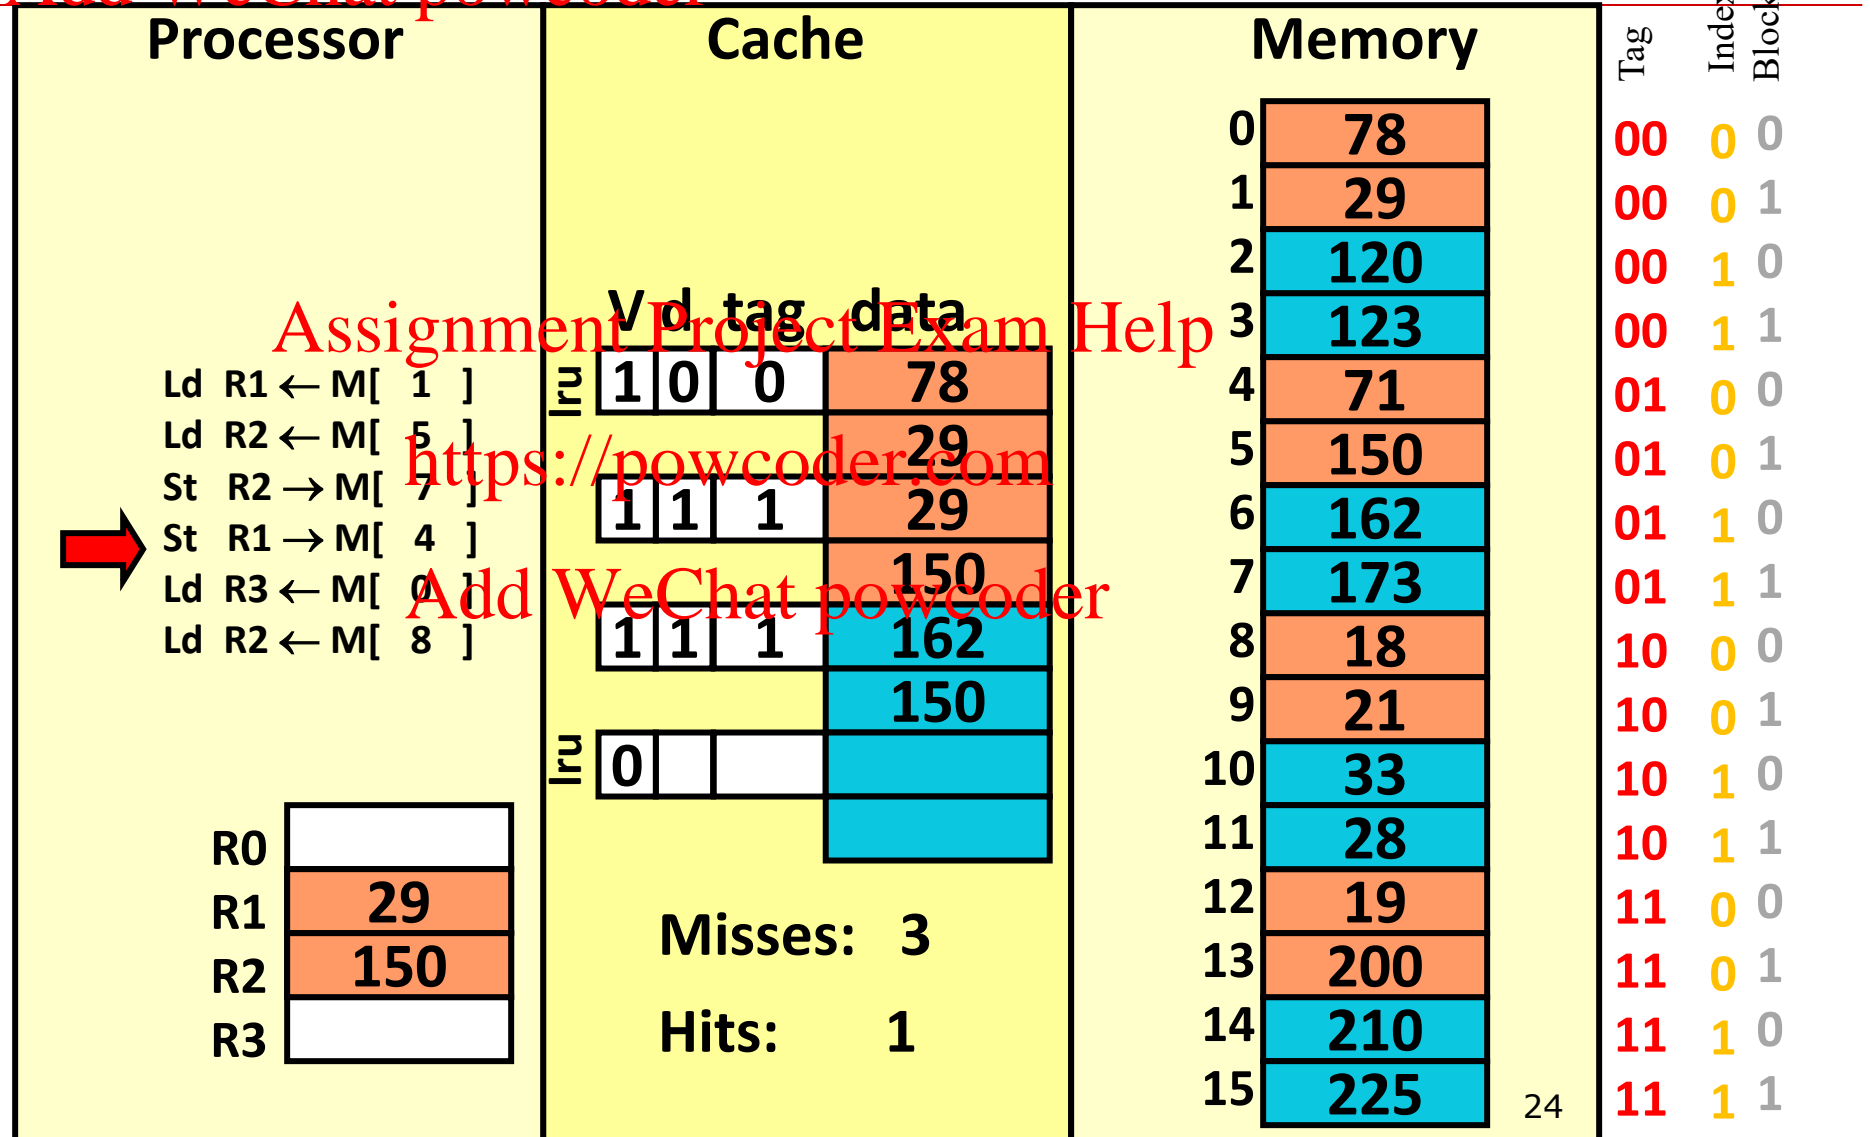 Add WeChat powcoder
Processor
Cache
Memory
Tag
Index
Block
0 78 00 0 0
1 29 00 0 1
2 120 00 1 0
3 123 00 1 1
4 71 01 0 0
5 150 01 0 1
6 162 01 1 0
7 173 01 1 1
8 18 10 0 0
9 21 10 0 1
10 33 10 1 0
11 28 10 1 1
12 19 11 0 0
13 200 11 0 1
14 210 11 1 0
15 225 11 1 1
V d tag data
lru 1 0 0 78
29
1 1 1 29
150
1 1 1 162
150
lru 0
Assignment Project Exam Help
https://powcoder.com
Add WeChat powcoder
Ld R1 ← M[ 1 ]
Ld R2 ← M[ 5 ]
St R2 → M[ 7 ]
St R1 → M[ 4 ]
Ld R3 ← M[ 0 ]
Ld R2 ← M[ 8 ]
R0
R1 29
R2 150
R3
Misses: 3
Hits: 1
24